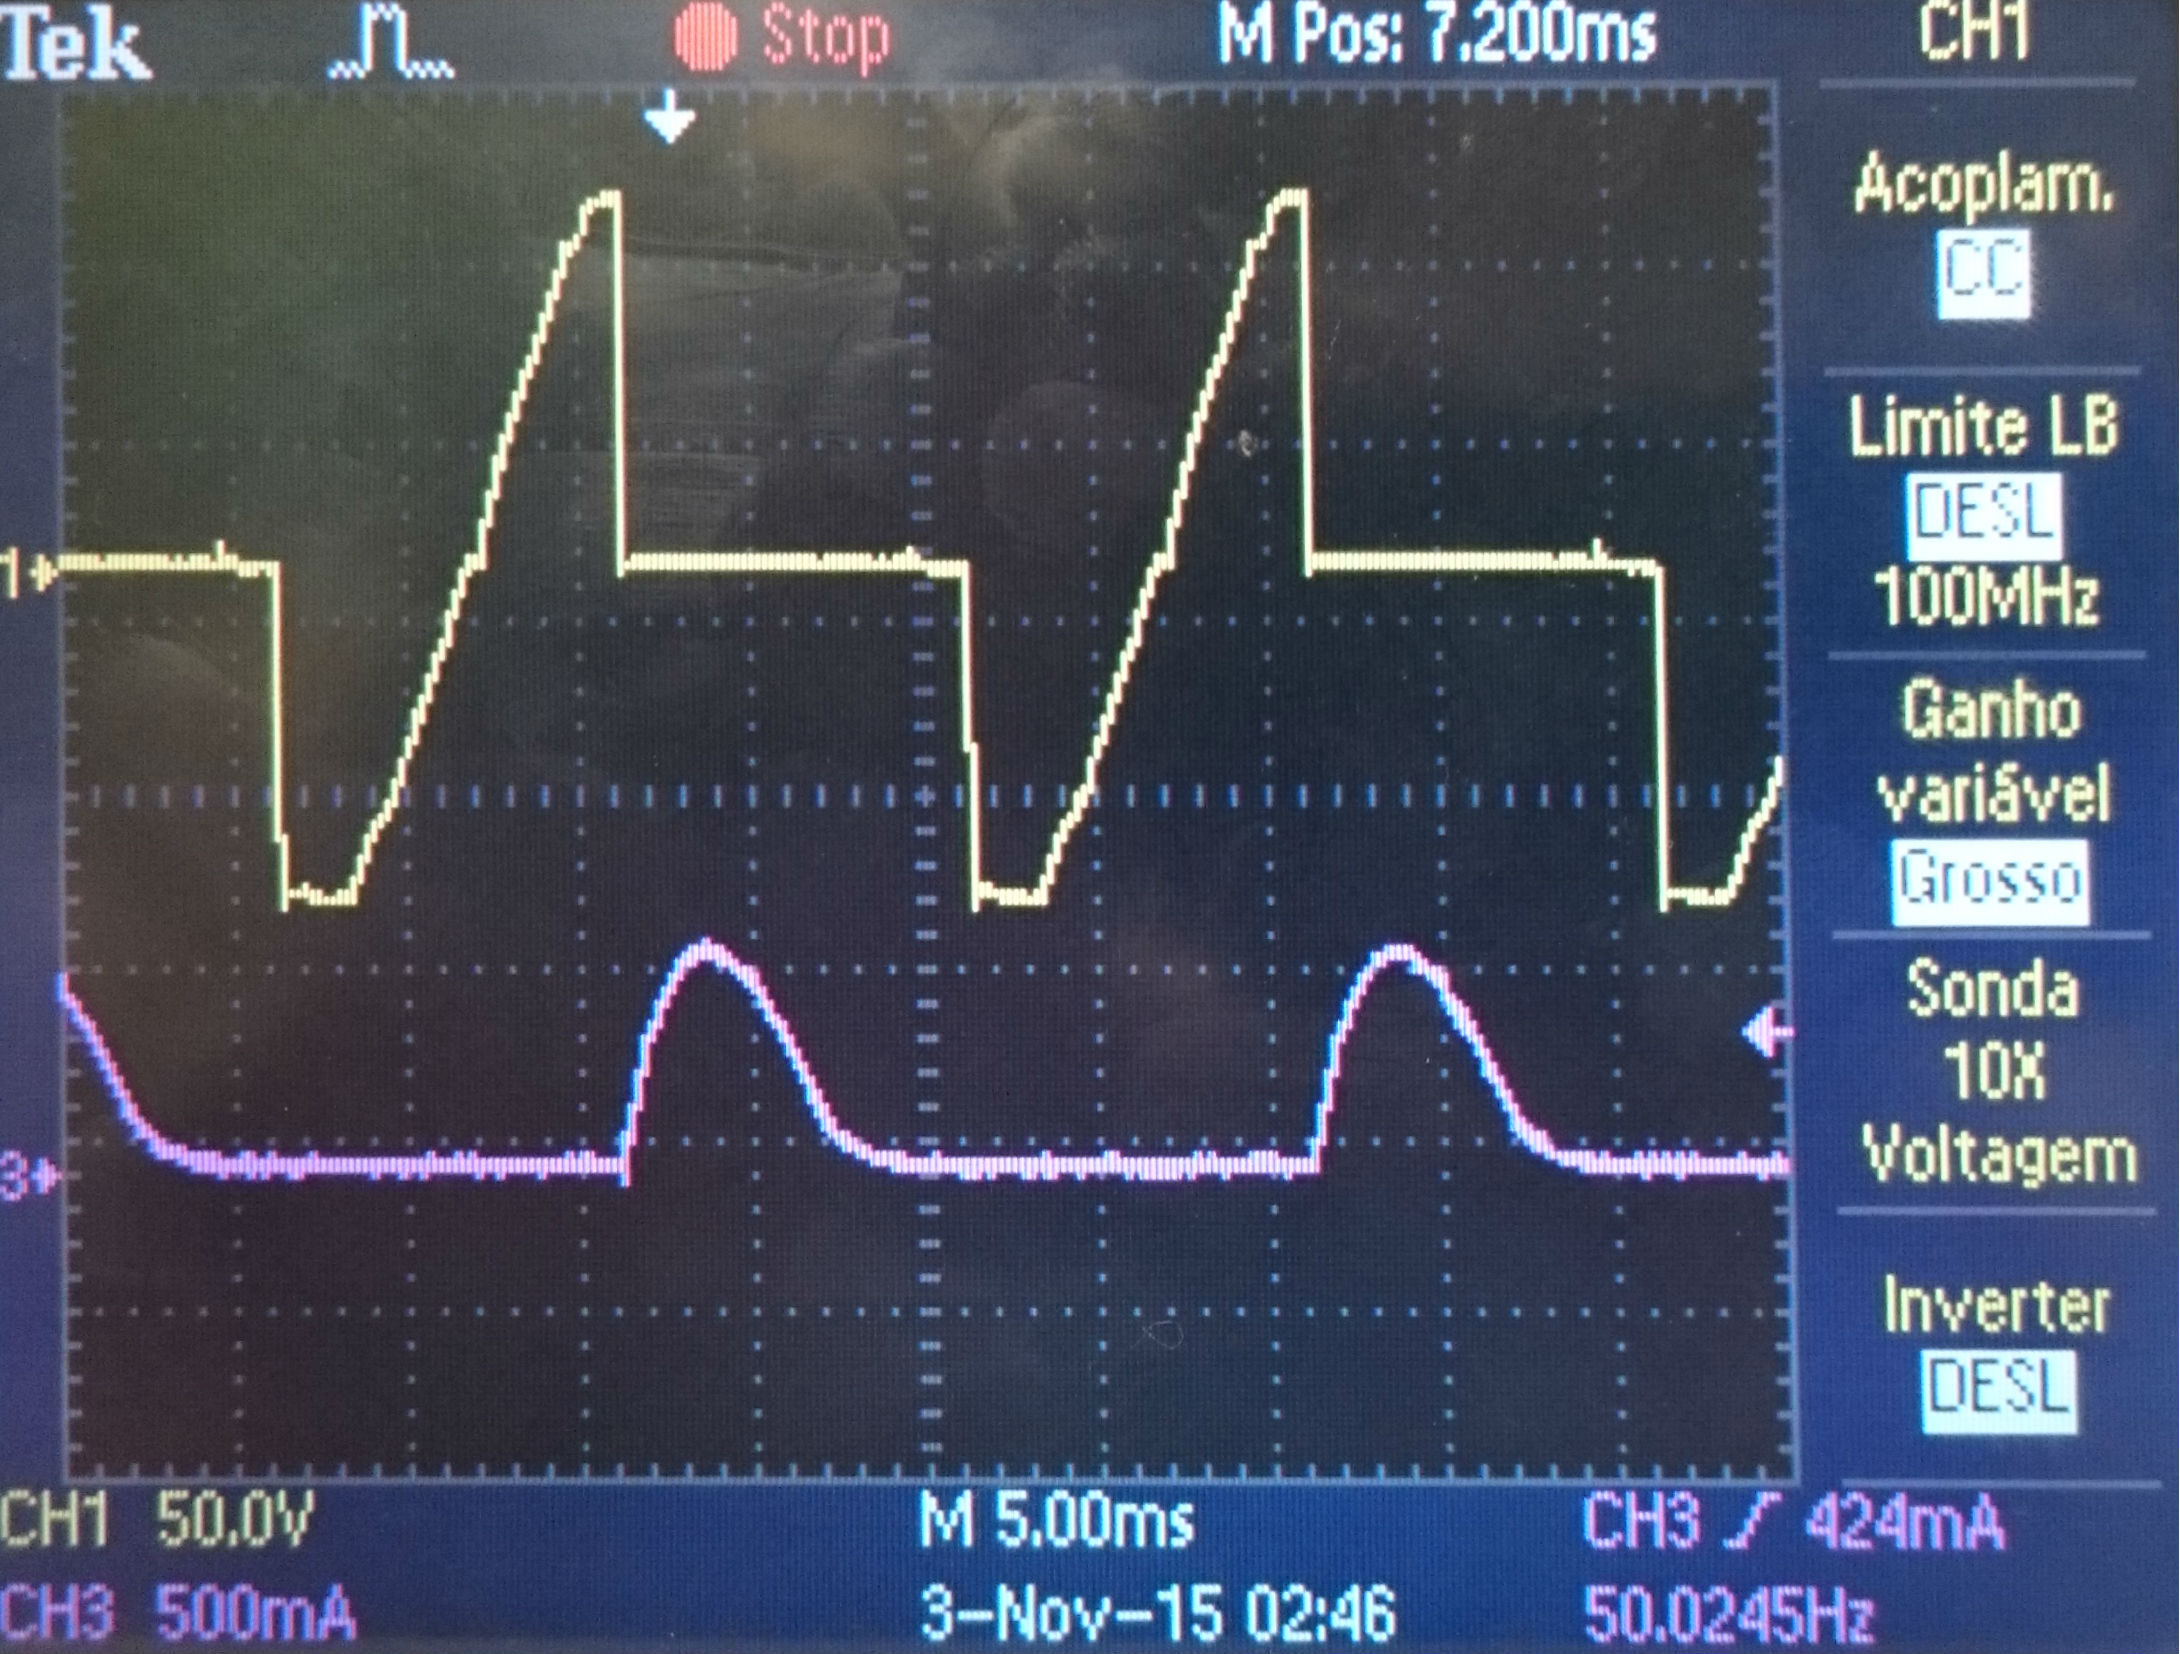 Tek Stop M Pos: 7.200ms CH1
Acoplam.
CC
Limite LB
DESL
100MHz
Ganho
variável
Grosso
Sonda
10X
Voltagem
Inverter
DESL
1
3
CH1 50.0V M 5.00ms CH3 424mA
CH3 500mA 3-Nov-15 02:46 50.0245Hz